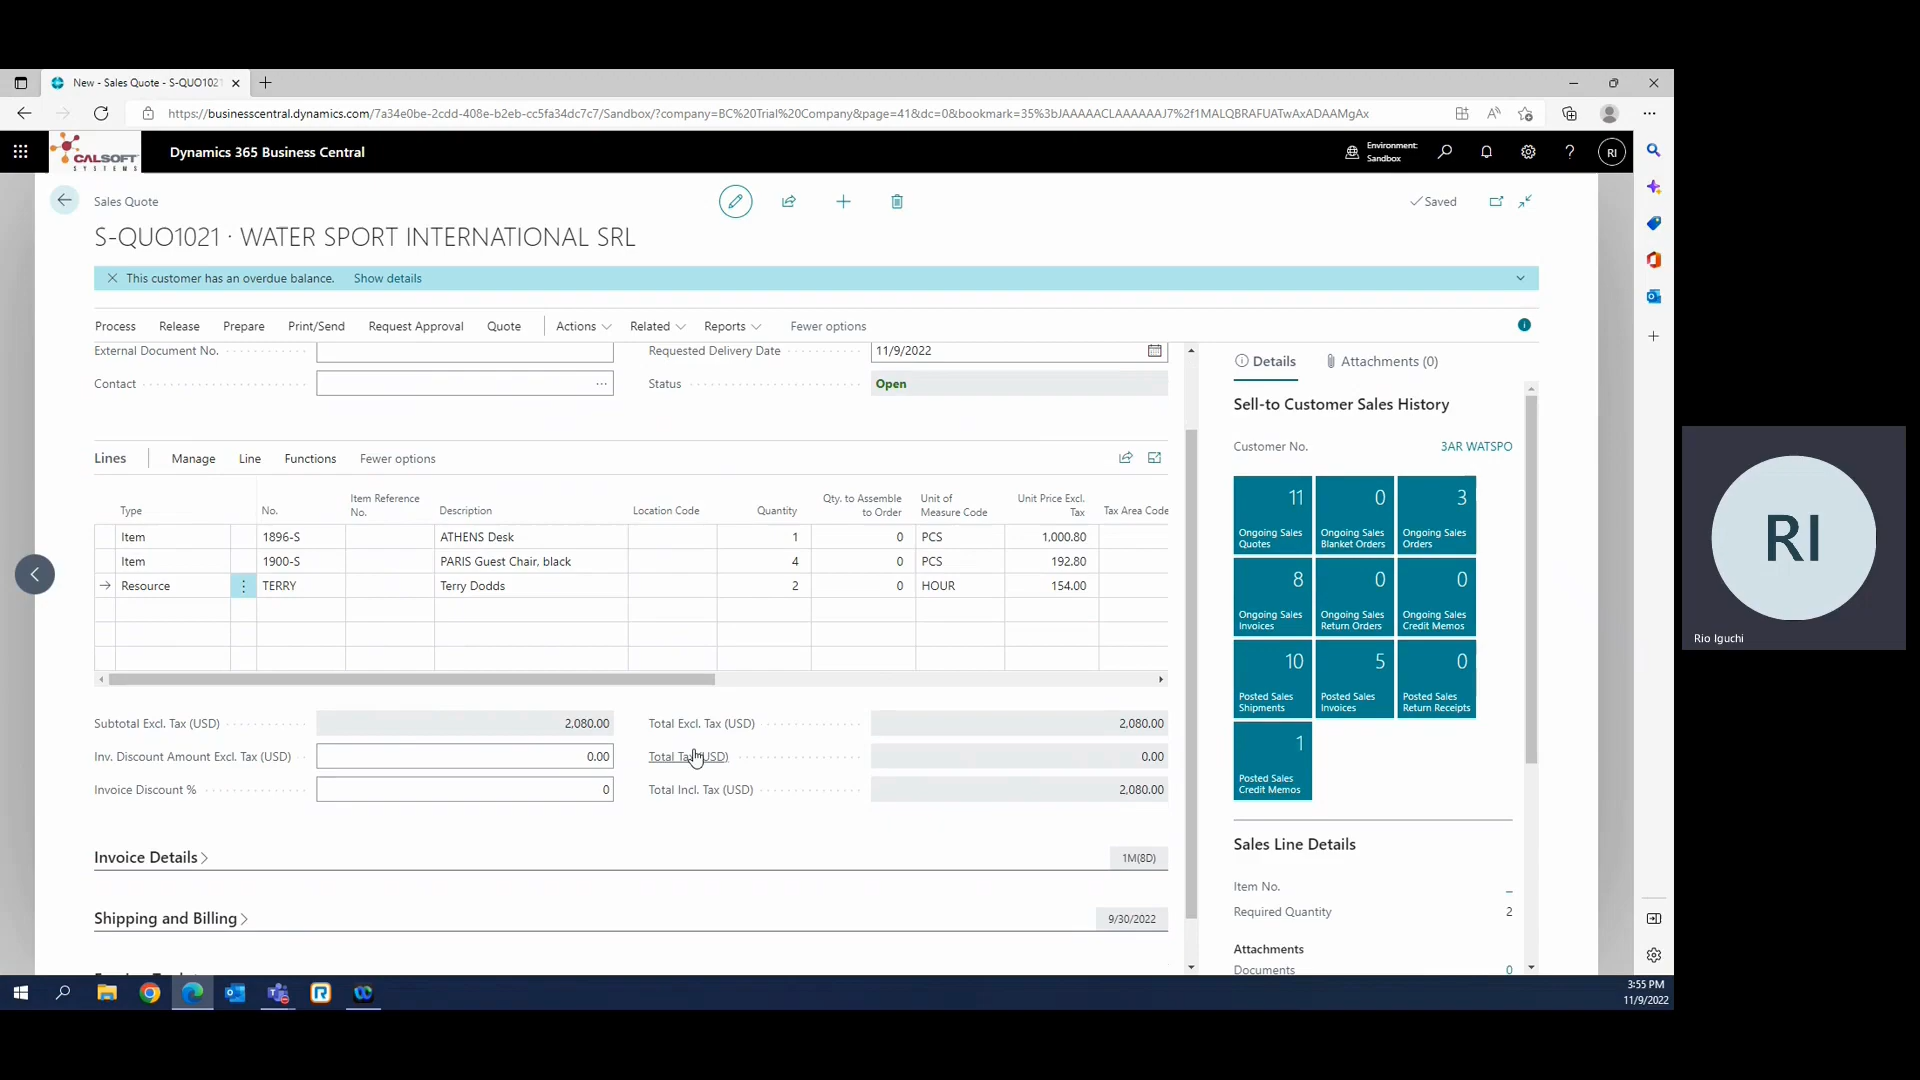 New - Sales Quote - S-QUO1021
https://businesscentral.dynamics.com/7a34e0be-2cdd-408e-b2eb-cc5fa34dc7c7/Sandbox/?company=BC%20Trial%20Company&page=41&dc=0&bookmark=35%3bJAAAAACLAAAAAAJ7%2f1MALQBRAFUATwAxADAAMgAx
CALSOFT
SYSTEMS
Dynamics 365 Business Central
Environment:
Sandbox
RI
Sales Quote
Saved
S-QUO1021 · WATER SPORT INTERNATIONAL SRL
This customer has an overdue balance. Show details
Process Release Prepare Print/Send Request Approval Quote Actions Related Reports Fewer options
External Document No.
Requested Delivery Date 11/9/2022
Contact
Status Open
Lines Manage Line Functions Fewer options
Type No. Item Reference No. Description Location Code Quantity Qty. to Assemble to Order Unit of Measure Code Unit Price Excl. Tax Tax Area Code
Item 1896-S ATHENS Desk 1 0 PCS 1,000.80
Item 1900-S PARIS Guest Chair, black 4 0 PCS 192.80
Resource TERRY Terry Dodds 2 0 HOUR 154.00
Subtotal Excl. Tax (USD) 2,080.00
Total Excl. Tax (USD) 2,080.00
Inv. Discount Amount Excl. Tax (USD) 0.00
Total Tax (USD) 0.00
Invoice Discount % 0
Total Incl. Tax (USD) 2,080.00
Invoice Details 1M(8D)
Shipping and Billing 9/30/2022
Details Attachments (0)
Sell-to Customer Sales History
Customer No. 3AR WATSPO
11
Ongoing Sales
Quotes
0
Ongoing Sales
Blanket Orders
3
Ongoing Sales
Orders
8
Ongoing Sales
Invoices
0
Ongoing Sales
Return Orders
0
Ongoing Sales
Credit Memos
10
Posted Sales
Shipments
5
Posted Sales
Invoices
0
Posted Sales
Return Receipts
1
Posted Sales
Credit Memos
Sales Line Details
Item No. _
Required Quantity 2
Attachments
Documents 0
3:55 PM
11/9/2022
RI
Rio Iguchi